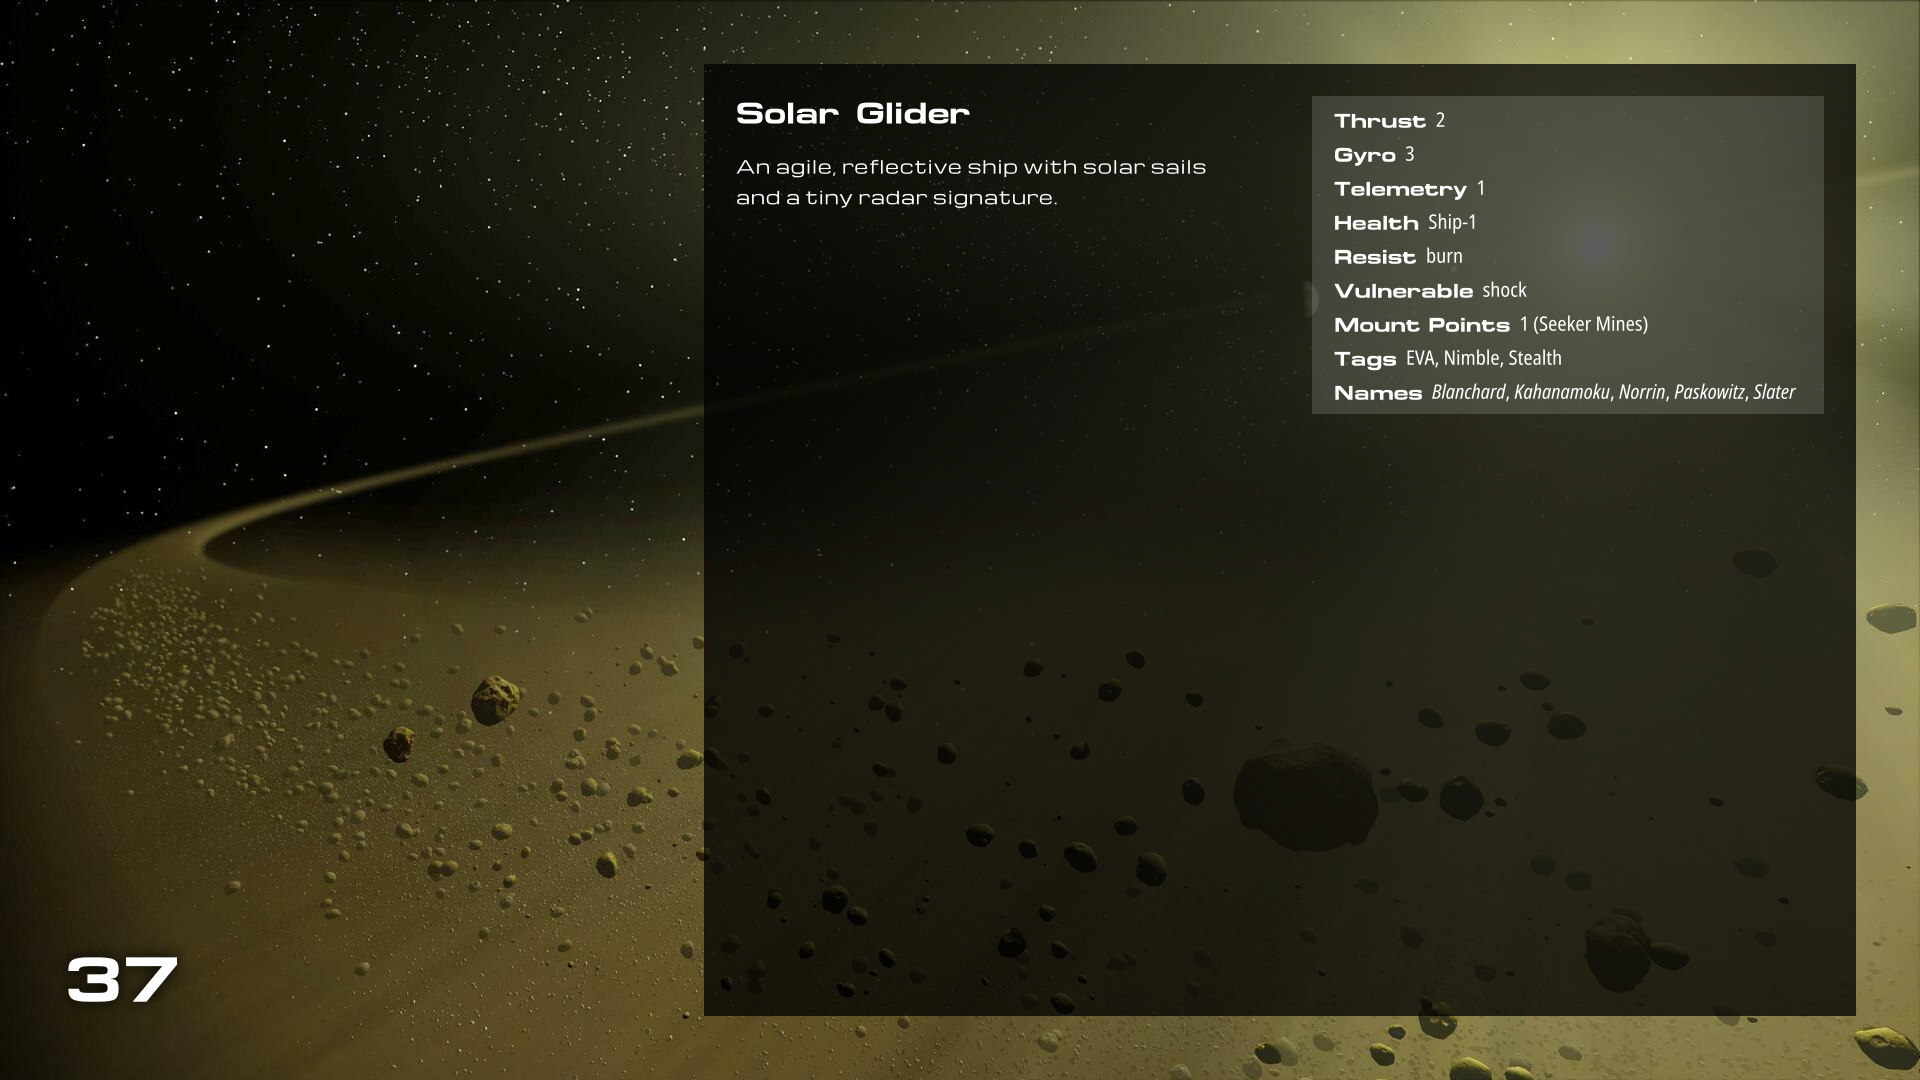 Solar Glider
An agile, reflective ship with solar sails
and a tiny radar signature.
Thrust 2
Gyro 3
Telemetry 1
Health Ship-1
Resist burn
Vulnerable shock
Mount Points 1 (Seeker Mines)
Tags EVA, Nimble, Stealth
Names Blanchard, Kahanamoku, Norrin, Paskowitz, Slater
37